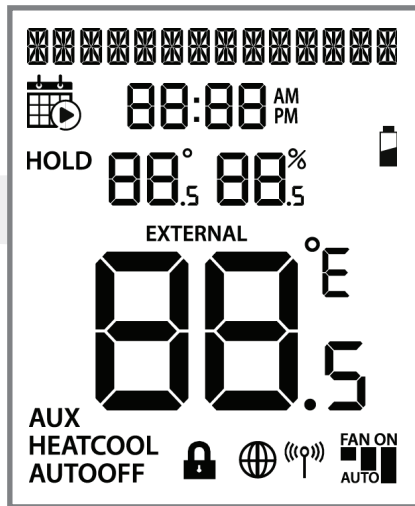 88:88 AM
PM
HOLD 88.5° 88.5%
EXTERNAL
88.5°E
AUX
HEATCOOL
AUTOOFF
FAN ON
AUTO